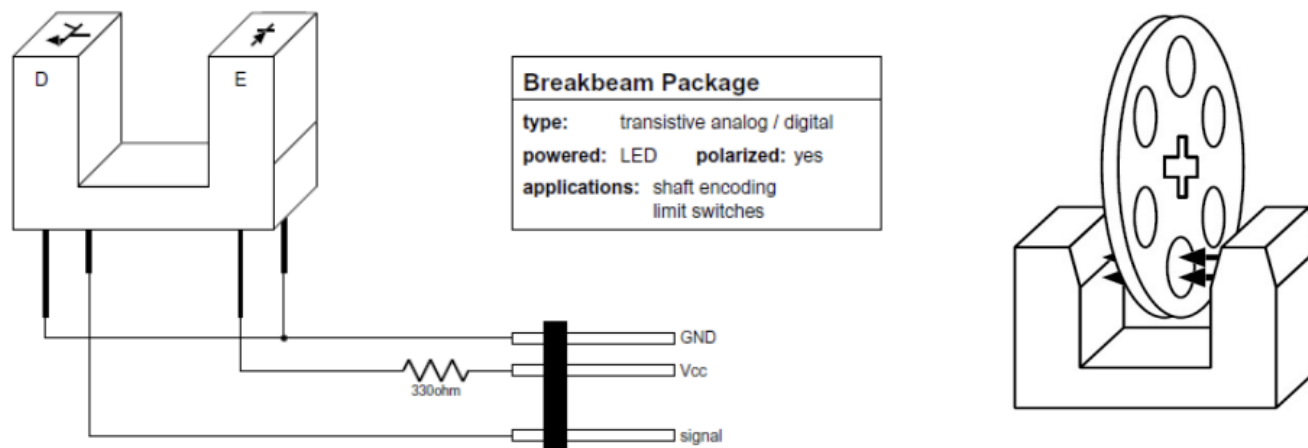 D
E
Breakbeam Package
type: transistive analog / digital
powered: LED polarized: yes
applications: shaft encoding
limit switches
GND
Vcc
330ohm
signal